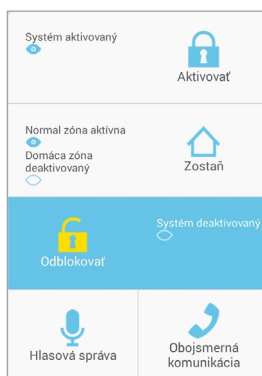 Systém aktivovaný
Aktivovať
Normal zóna aktívna
Domáca zóna
deaktivovaný
Zostaň
Odblokovať
Systém deaktivovaný
Hlasová správa
Obojsmerná
komunikácia